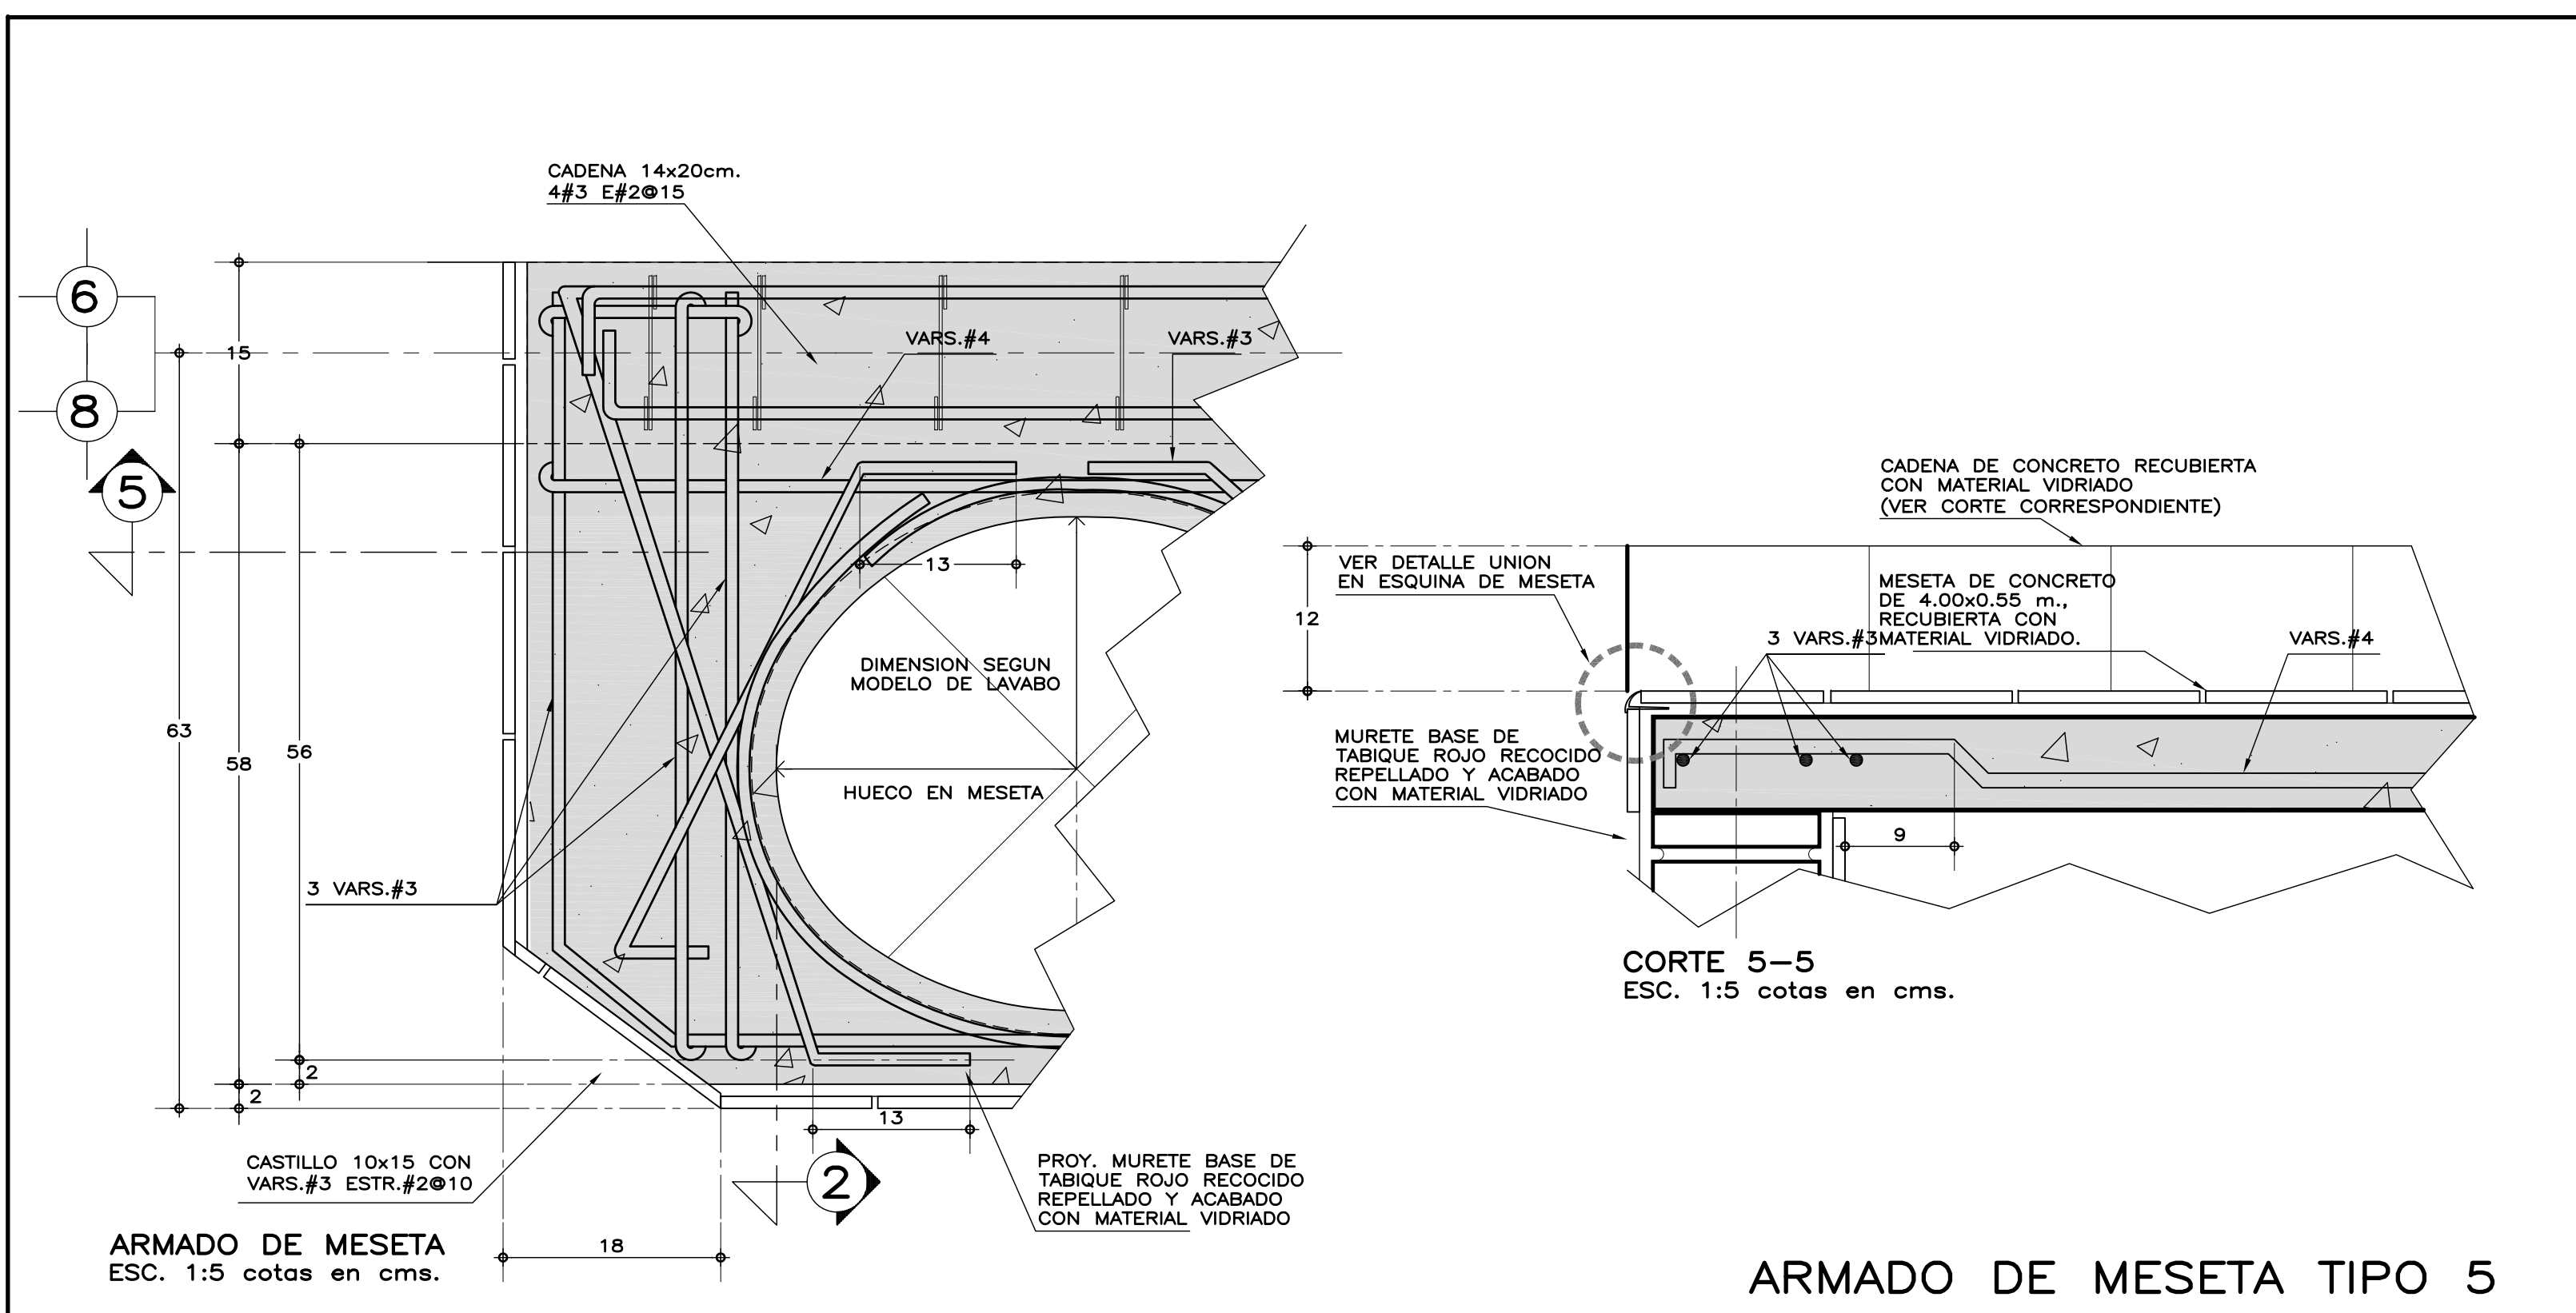 CADENA 14x20cm.
4#3 E#2@15
6
8
5
15
63
58
56
2
2
VARS.#4
VARS.#3
13
DIMENSION SEGUN
MODELO DE LAVABO
HUECO EN MESETA
3 VARS.#3
CASTILLO 10x15 CON
VARS.#3 ESTR.#2@10
13
2
18
PROY. MURETE BASE DE
TABIQUE ROJO RECOCIDO
REPELLADO Y ACABADO
CON MATERIAL VIDRIADO
ARMADO DE MESETA
ESC. 1:5 cotas en cms.
CADENA DE CONCRETO RECUBIERTA
CON MATERIAL VIDRIADO
(VER CORTE CORRESPONDIENTE)
VER DETALLE UNION
EN ESQUINA DE MESETA
12
MESETA DE CONCRETO
DE 4.00x0.55 m.,
RECUBIERTA CON
MATERIAL VIDRIADO.
3 VARS.#3
VARS.#4
MURETE BASE DE
TABIQUE ROJO RECOCIDO
REPELLADO Y ACABADO
CON MATERIAL VIDRIADO
9
CORTE 5-5
ESC. 1:5 cotas en cms.
ARMADO DE MESETA TIPO 5